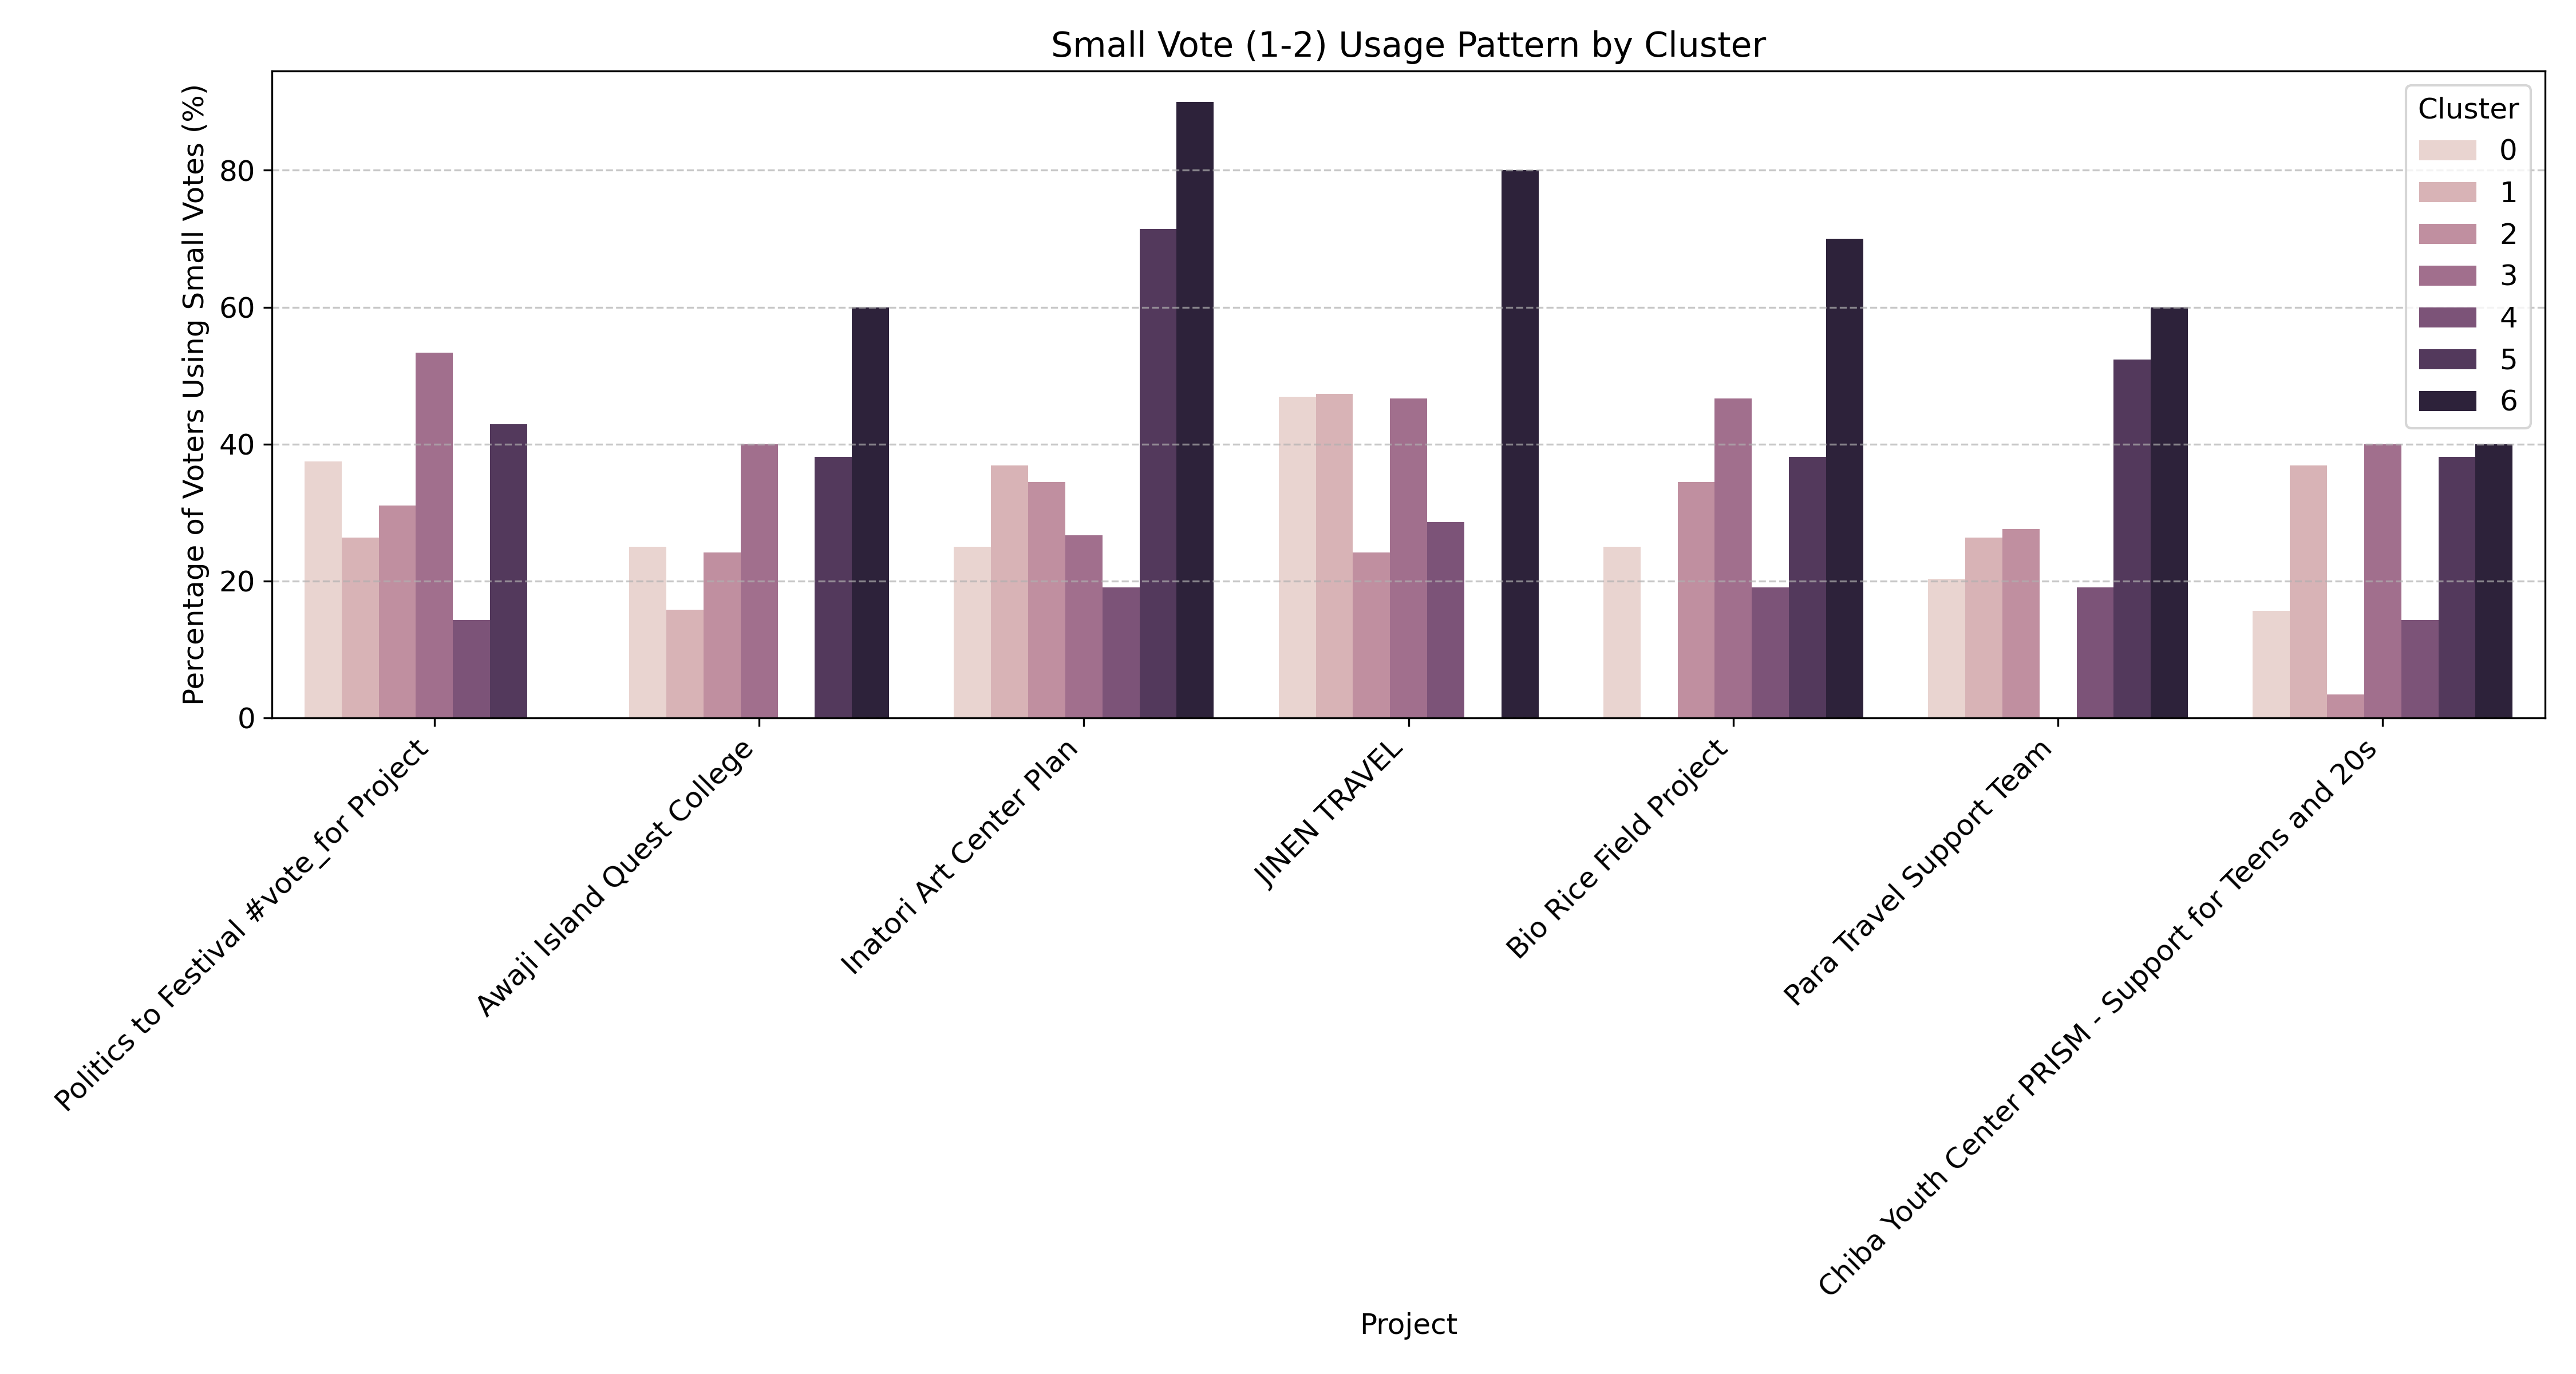 Small Vote (1-2) Usage Pattern by Cluster
Percentage of Voters Using Small Votes (%)
80
60
40
20
0
Cluster
0
1
2
3
4
5
6
Politics to Festival #vote_for Project
Awaji Island Quest College
Inatori Art Center Plan
JINEN TRAVEL
Bio Rice Field Project
Para Travel Support Team
Chiba Youth Center PRISM - Support for Teens and 20s
Project